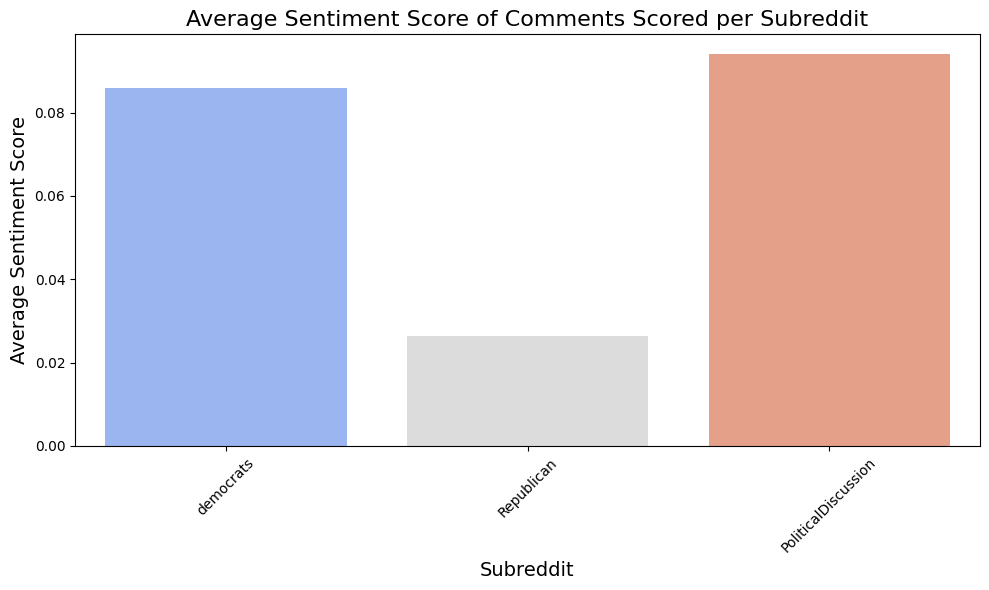 Average Sentiment Score of Comments Scored per Subreddit
Average Sentiment Score
0.08
0.06
0.04
0.02
0.00
democrats
Republican
PoliticalDiscussion
Subreddit